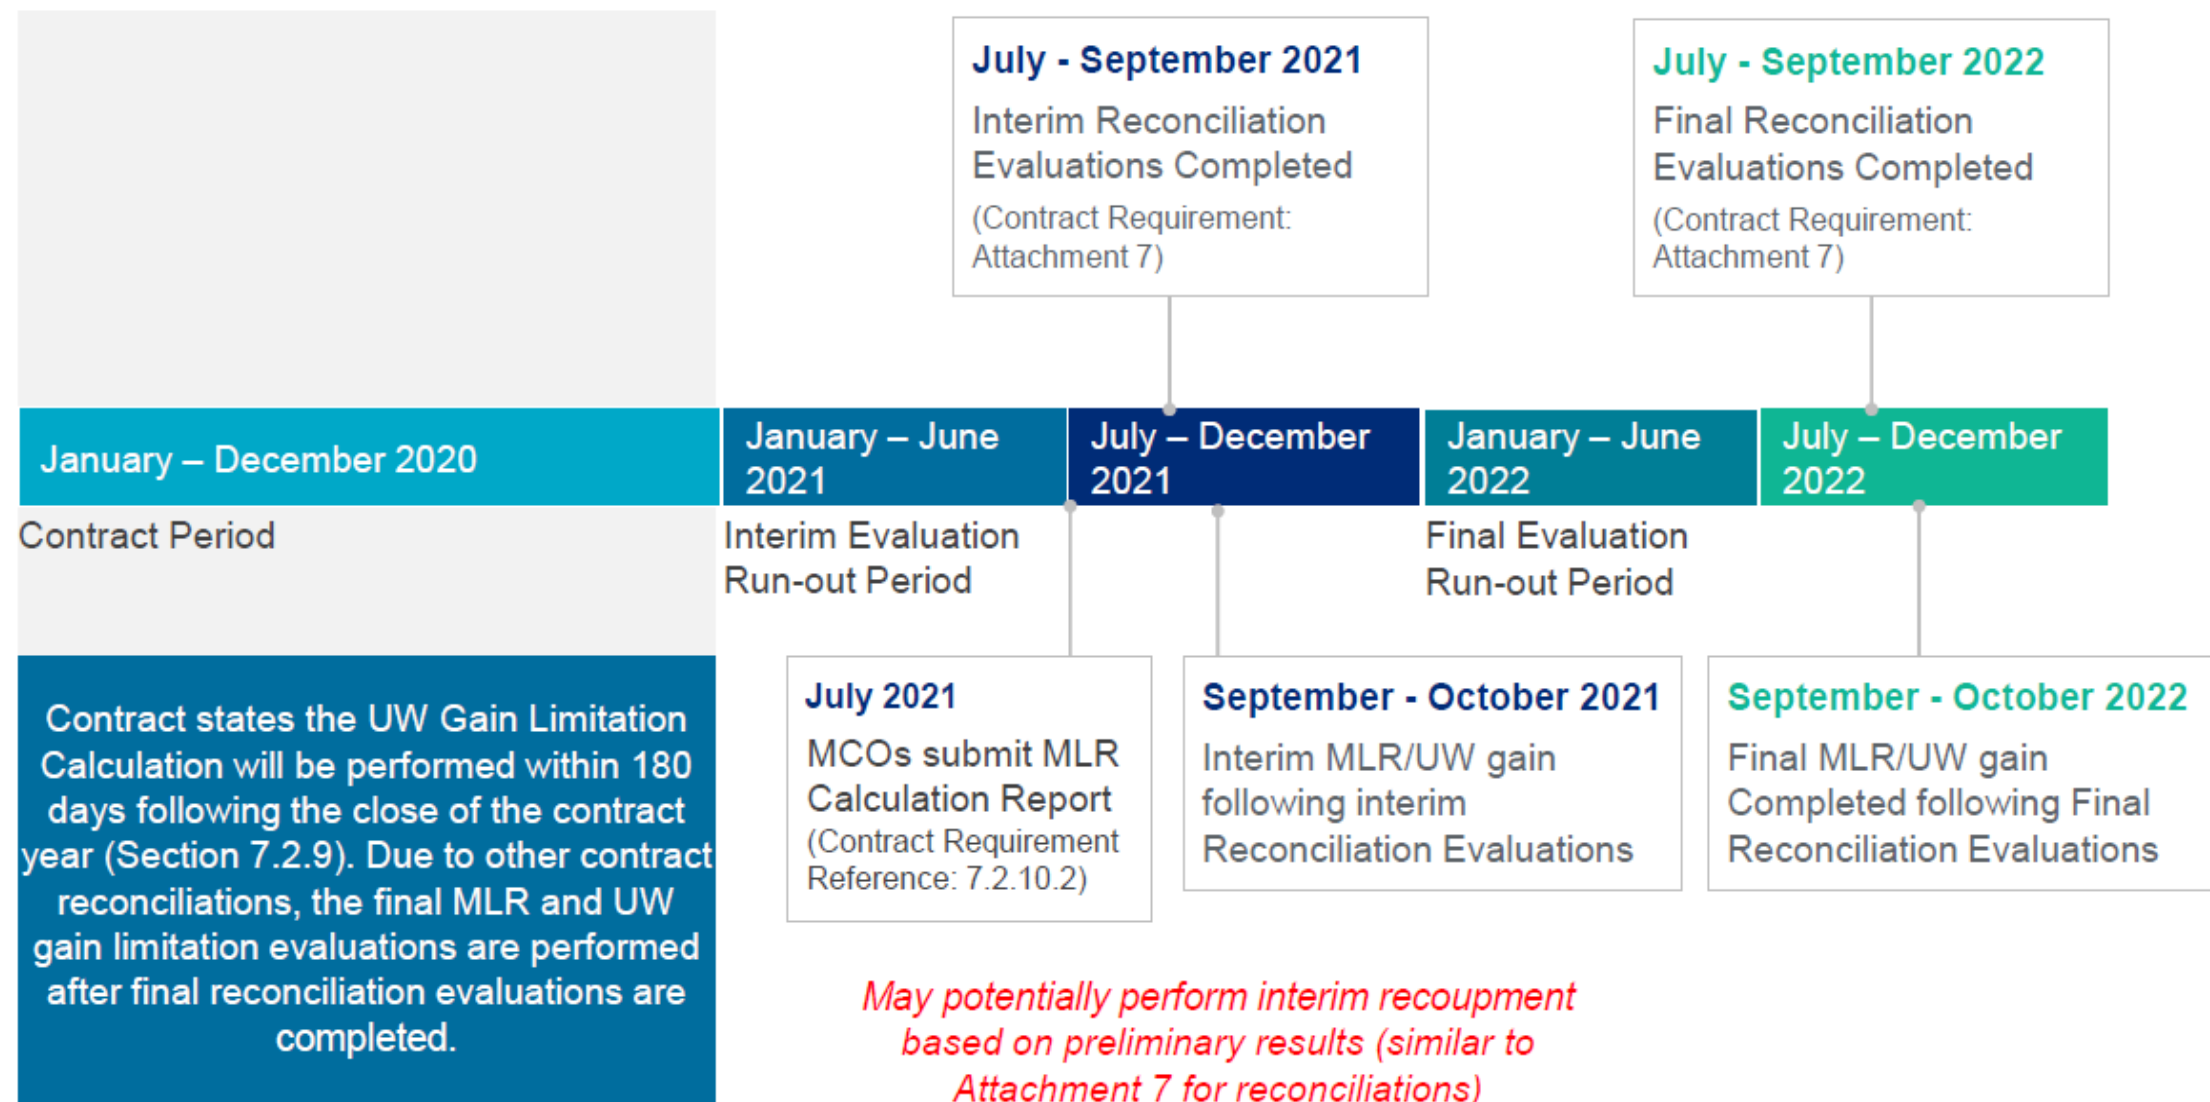 July - September 2021
Interim Reconciliation
Evaluations Completed
(Contract Requirement:
Attachment 7)
July - September 2022
Final Reconciliation
Evaluations Completed
(Contract Requirement:
Attachment 7)
January – December 2020
January – June
2021
July – December
2021
January – June
2022
July – December
2022
Contract Period
Interim Evaluation
Run-out Period
Final Evaluation
Run-out Period
Contract states the UW Gain Limitation
Calculation will be performed within 180
days following the close of the contract
year (Section 7.2.9). Due to other contract
reconciliations, the final MLR and UW
gain limitation evaluations are performed
after final reconciliation evaluations are
completed.
July 2021
MCOs submit MLR
Calculation Report
(Contract Requirement
Reference: 7.2.10.2)
September - October 2021
Interim MLR/UW gain
following interim
Reconciliation Evaluations
September - October 2022
Final MLR/UW gain
Completed following Final
Reconciliation Evaluations
May potentially perform interim recoupment
based on preliminary results (similar to
Attachment 7 for reconciliations)